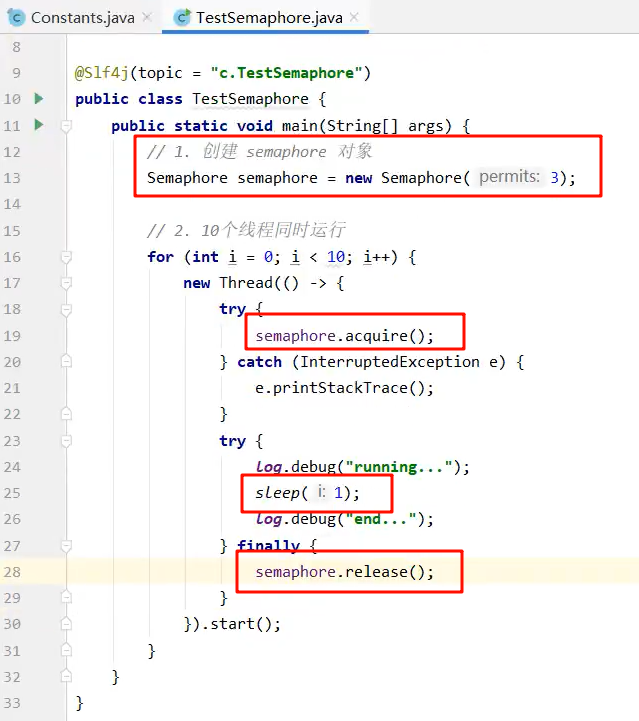 Constants.java × TestSemaphore.java ×
8
9 @Slf4j(topic = "c.TestSemaphore")
10 public class TestSemaphore {
11 public static void main(String[] args) {
12 // 1. 创建 semaphore 对象
13 Semaphore semaphore = new Semaphore( permits: 3);
14
15 // 2. 10个线程同时运行
16 for (int i = 0; i < 10; i++) {
17 new Thread(() -> {
18 try {
19 semaphore.acquire();
20 } catch (InterruptedException e) {
21 e.printStackTrace();
22 }
23 try {
24 log.debug("running...");
25 sleep( i: 1);
26 log.debug("end...");
27 } finally {
28 semaphore.release();
29 }
30 }).start();
31 }
32 }
33 }